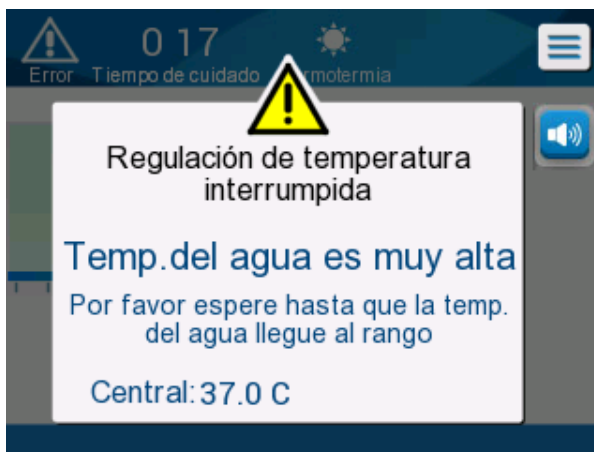 0 17
Error Tiempo de cuidado rmotermia
Regulación de temperatura
interrumpida
Temp.del agua es muy alta
Por favor espere hasta que la temp.
del agua llegue al rango
Central: 37.0 C